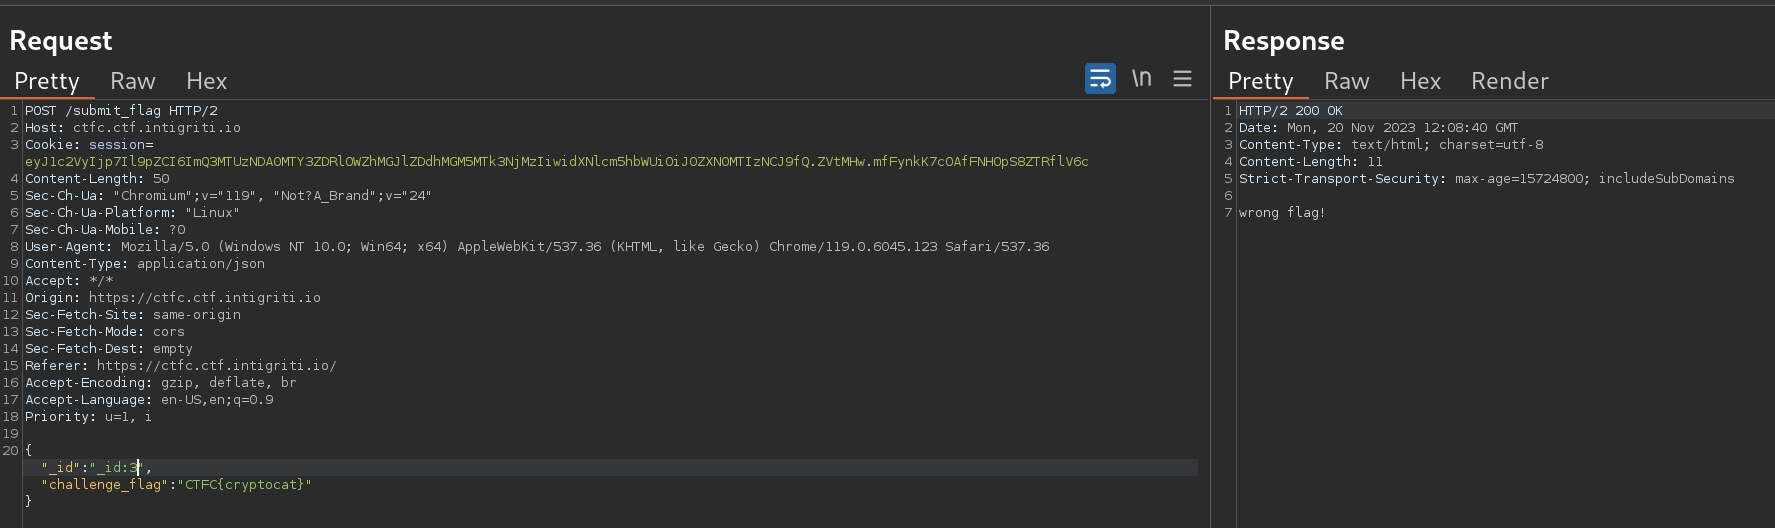 Request
Pretty Raw Hex
\n
1 POST /submit_flag HTTP/2
2 Host: ctfc.ctf.intigriti.io
3 Cookie: session=
eyJ1c2VyIjp7Il9pZCI6ImQ3MTUzNDA0MTY3ZDRlOWZhMGJlZDdhMGM5MTk3NjMzIiwidXNlcm5hbWUiOiJ0ZXN0MTIzNCJ9fQ.ZVtMHw.mfFynkK7cOAfFNHOpS8ZTRflV6c
4 Content-Length: 50
5 Sec-Ch-Ua: "Chromium";v="119", "Not?A_Brand";v="24"
6 Sec-Ch-Ua-Platform: "Linux"
7 Sec-Ch-Ua-Mobile: ?0
8 User-Agent: Mozilla/5.0 (Windows NT 10.0; Win64; x64) AppleWebKit/537.36 (KHTML, like Gecko) Chrome/119.0.6045.123 Safari/537.36
9 Content-Type: application/json
10 Accept: */*
11 Origin: https://ctfc.ctf.intigriti.io
12 Sec-Fetch-Site: same-origin
13 Sec-Fetch-Mode: cors
14 Sec-Fetch-Dest: empty
15 Referer: https://ctfc.ctf.intigriti.io/
16 Accept-Encoding: gzip, deflate, br
17 Accept-Language: en-US,en;q=0.9
18 Priority: u=1, i
19
20 {
"_id":"_id:3",
"challenge_flag":"CTFC{cryptocat}"
}
Response
Pretty Raw Hex Render
1 HTTP/2 200 OK
2 Date: Mon, 20 Nov 2023 12:08:40 GMT
3 Content-Type: text/html; charset=utf-8
4 Content-Length: 11
5 Strict-Transport-Security: max-age=15724800; includeSubDomains
6
7 wrong flag!